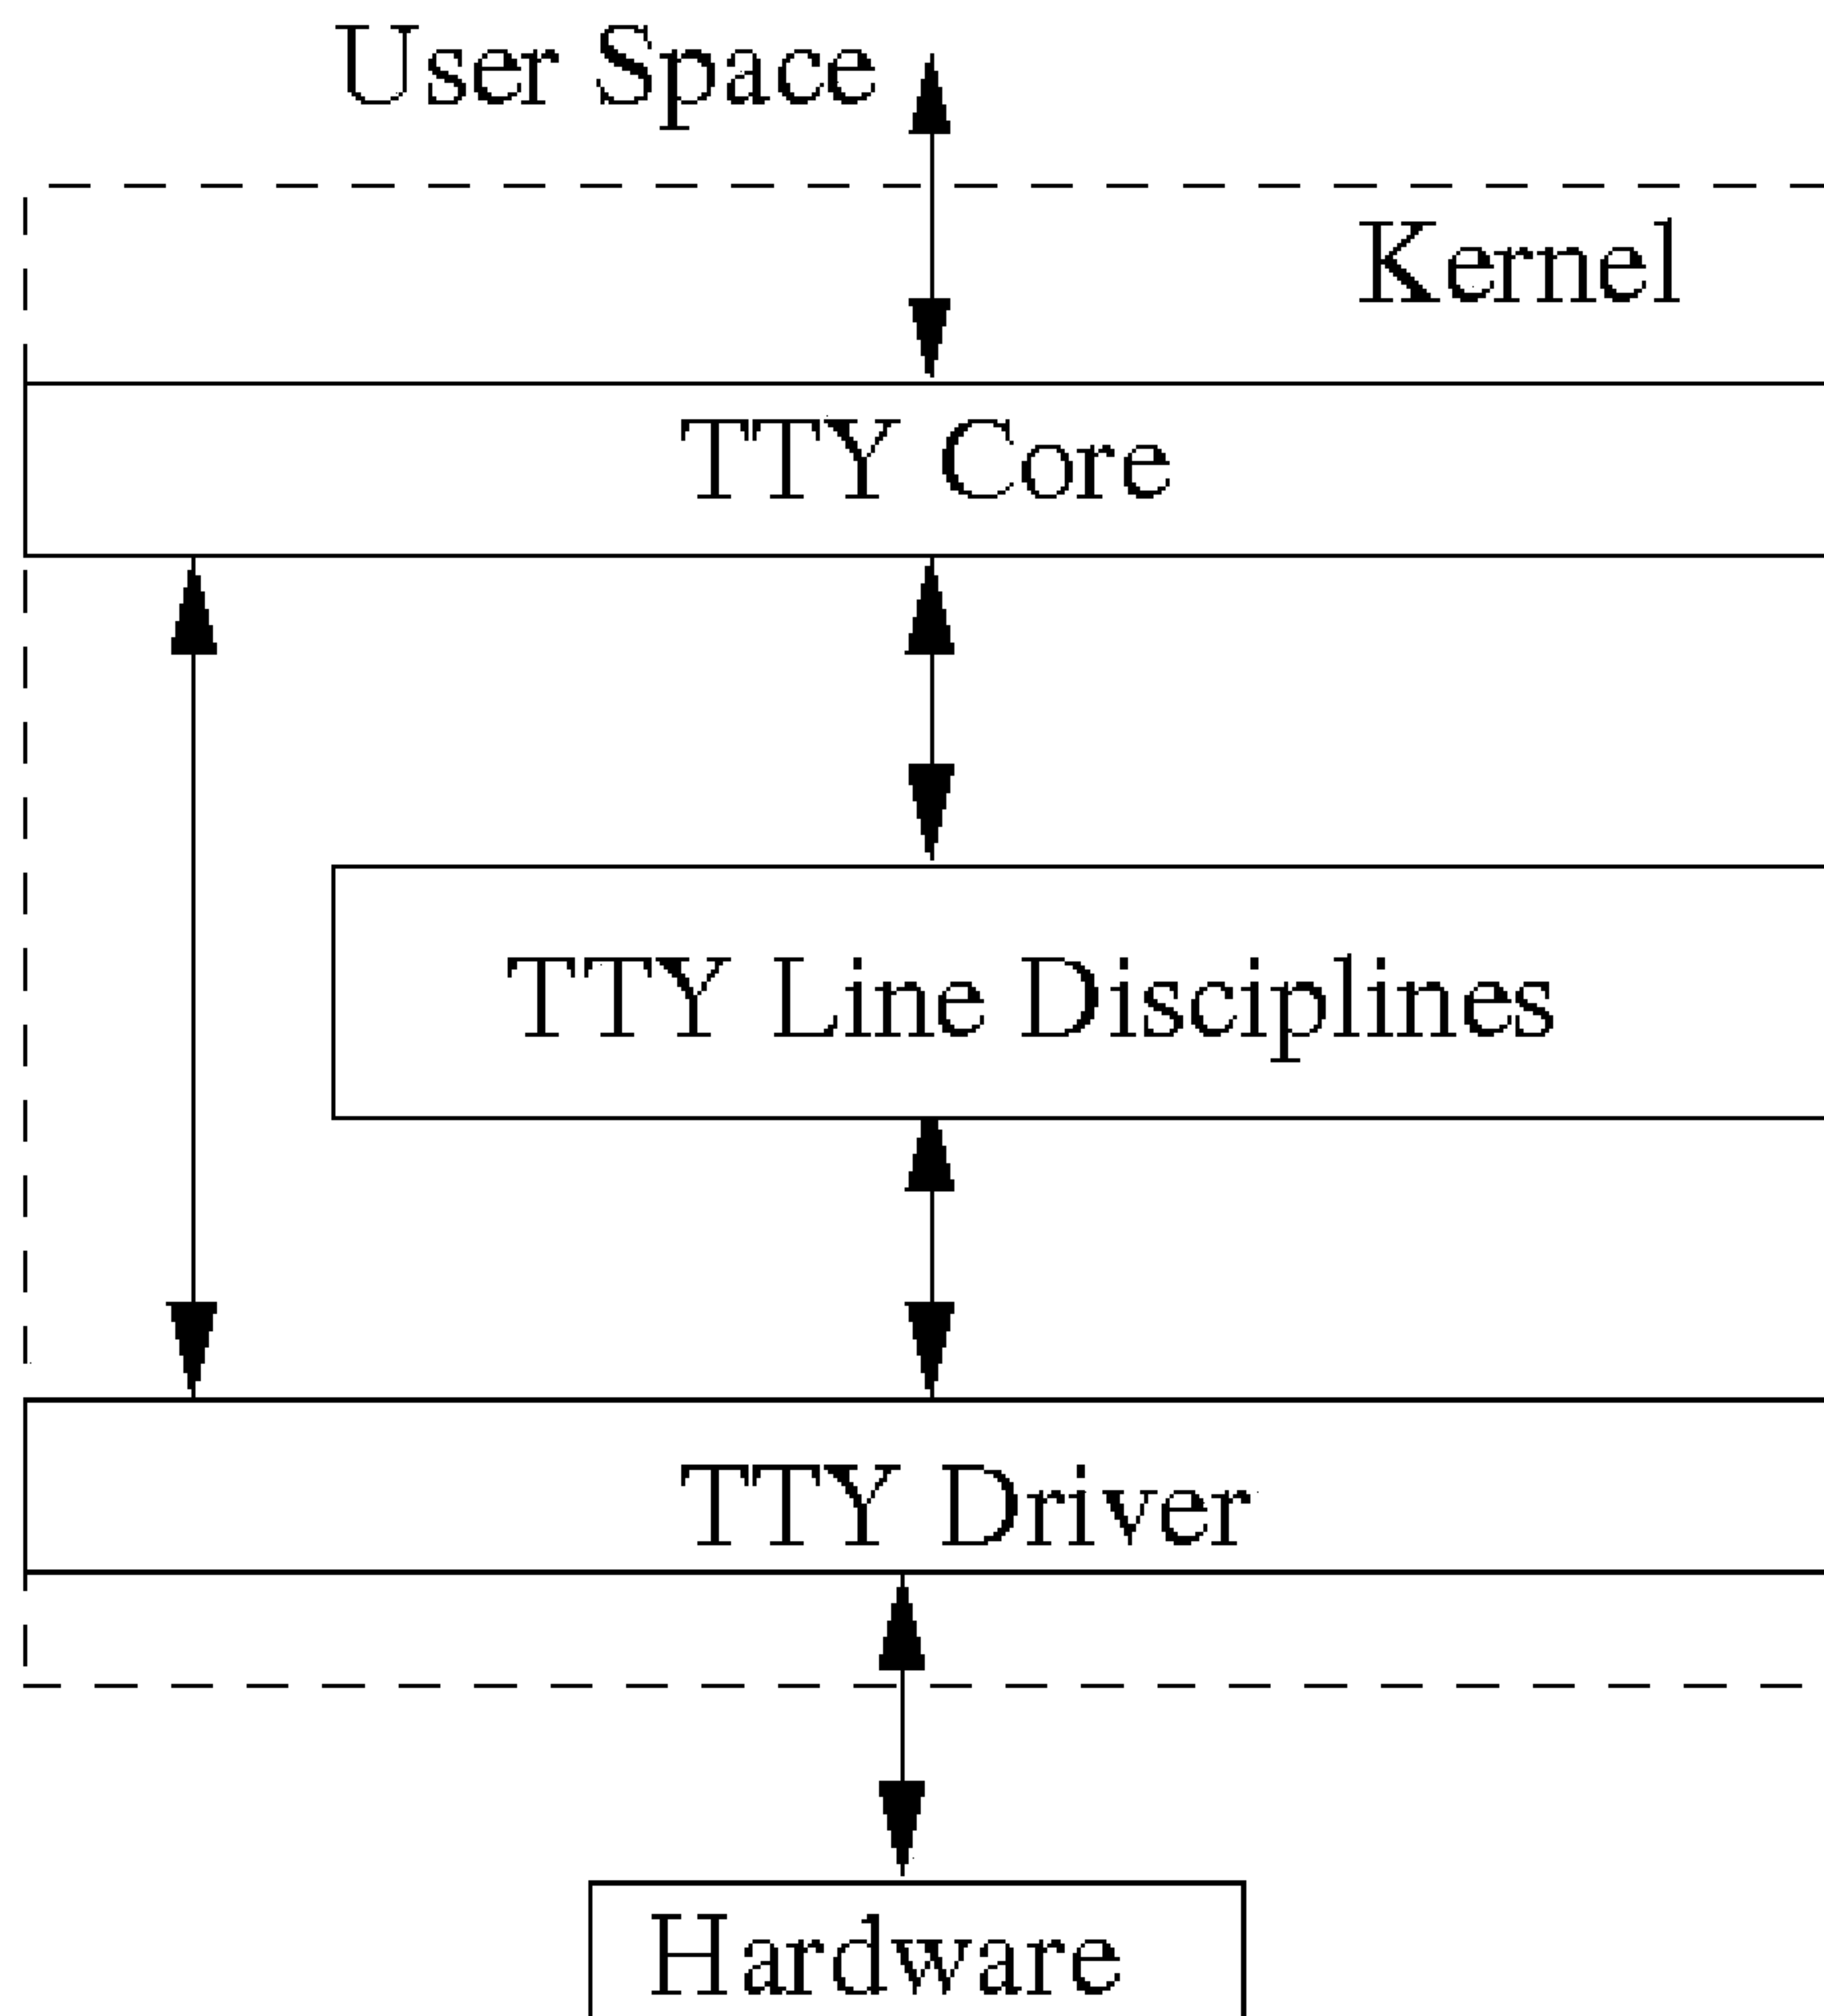 User Space
Kernel
TTY Core
TTY Line Disciplines
TTY Driver
Hardware